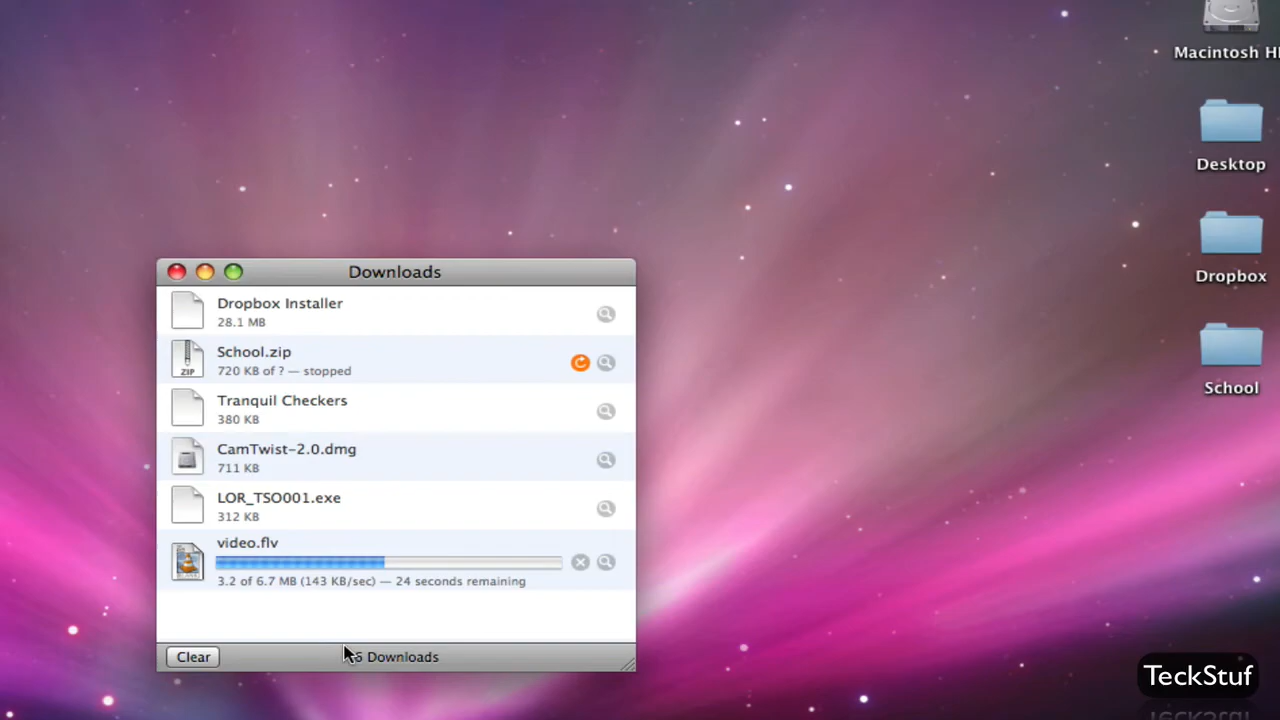 Macintosh H
Desktop
Dropbox
School
Downloads
Dropbox Installer
28.1 MB
School.zip
720 KB of ? — stopped
ZIP
Tranquil Checkers
380 KB
CamTwist-2.0.dmg
711 KB
LOR_TSO001.exe
312 KB
video.flv
3.2 of 6.7 MB (143 KB/sec) — 24 seconds remaining
Clear
6 Downloads
TeckStuf